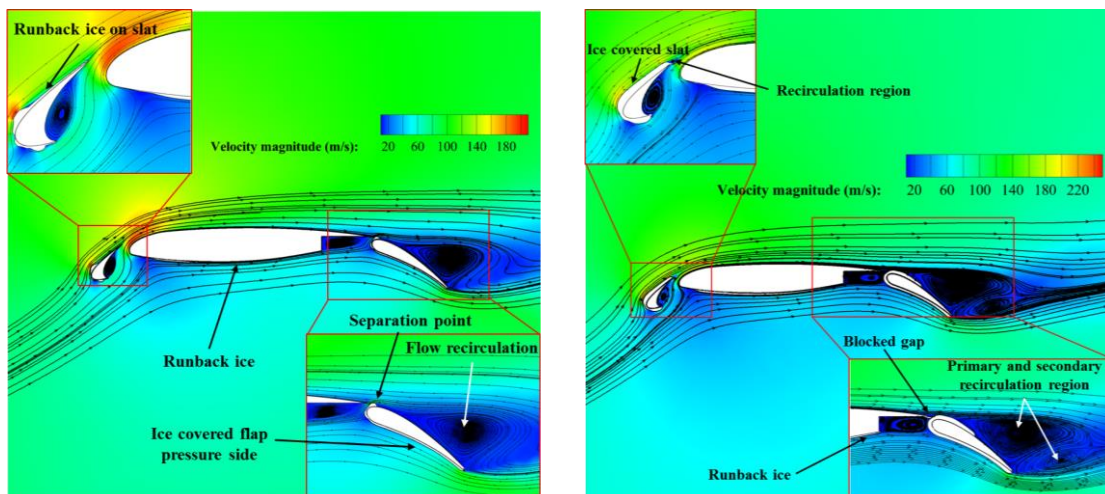 Runback ice on slat
Velocity magnitude (m/s):
20 60 100 140 180
Separation point
Flow recirculation
Runback ice
Ice covered flap
pressure side
Ice covered slat
Recirculation region
Velocity magnitude (m/s):
20 60 100 140 180 220
Blocked gap
Primary and secondary
recirculation region
Runback ice